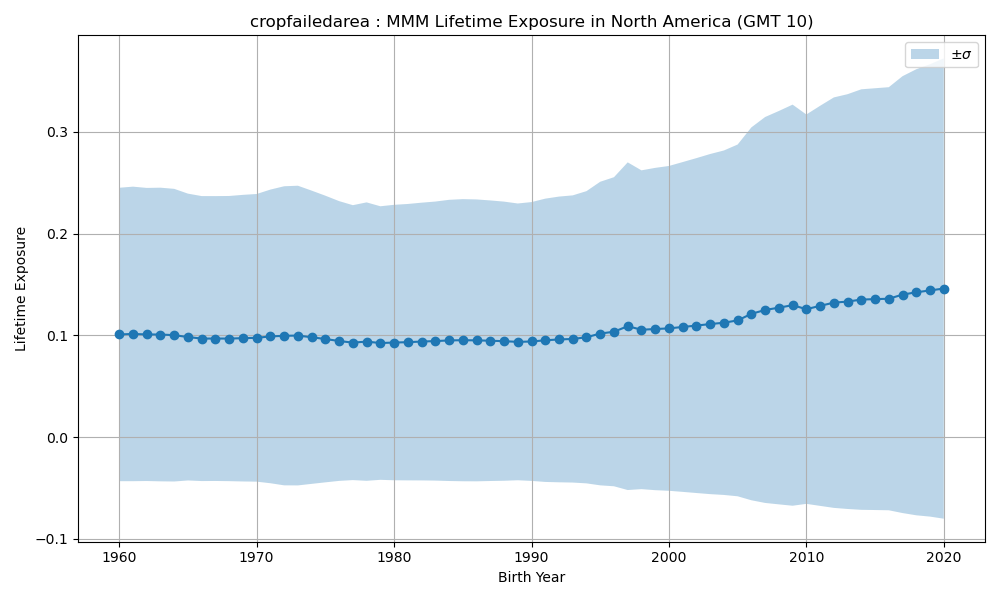 cropfailedarea : MMM Lifetime Exposure in North America (GMT 10)
±σ
0.3
0.2
0.1
0.0
−0.1
Lifetime Exposure
1960 1970 1980 1990 2000 2010 2020
Birth Year